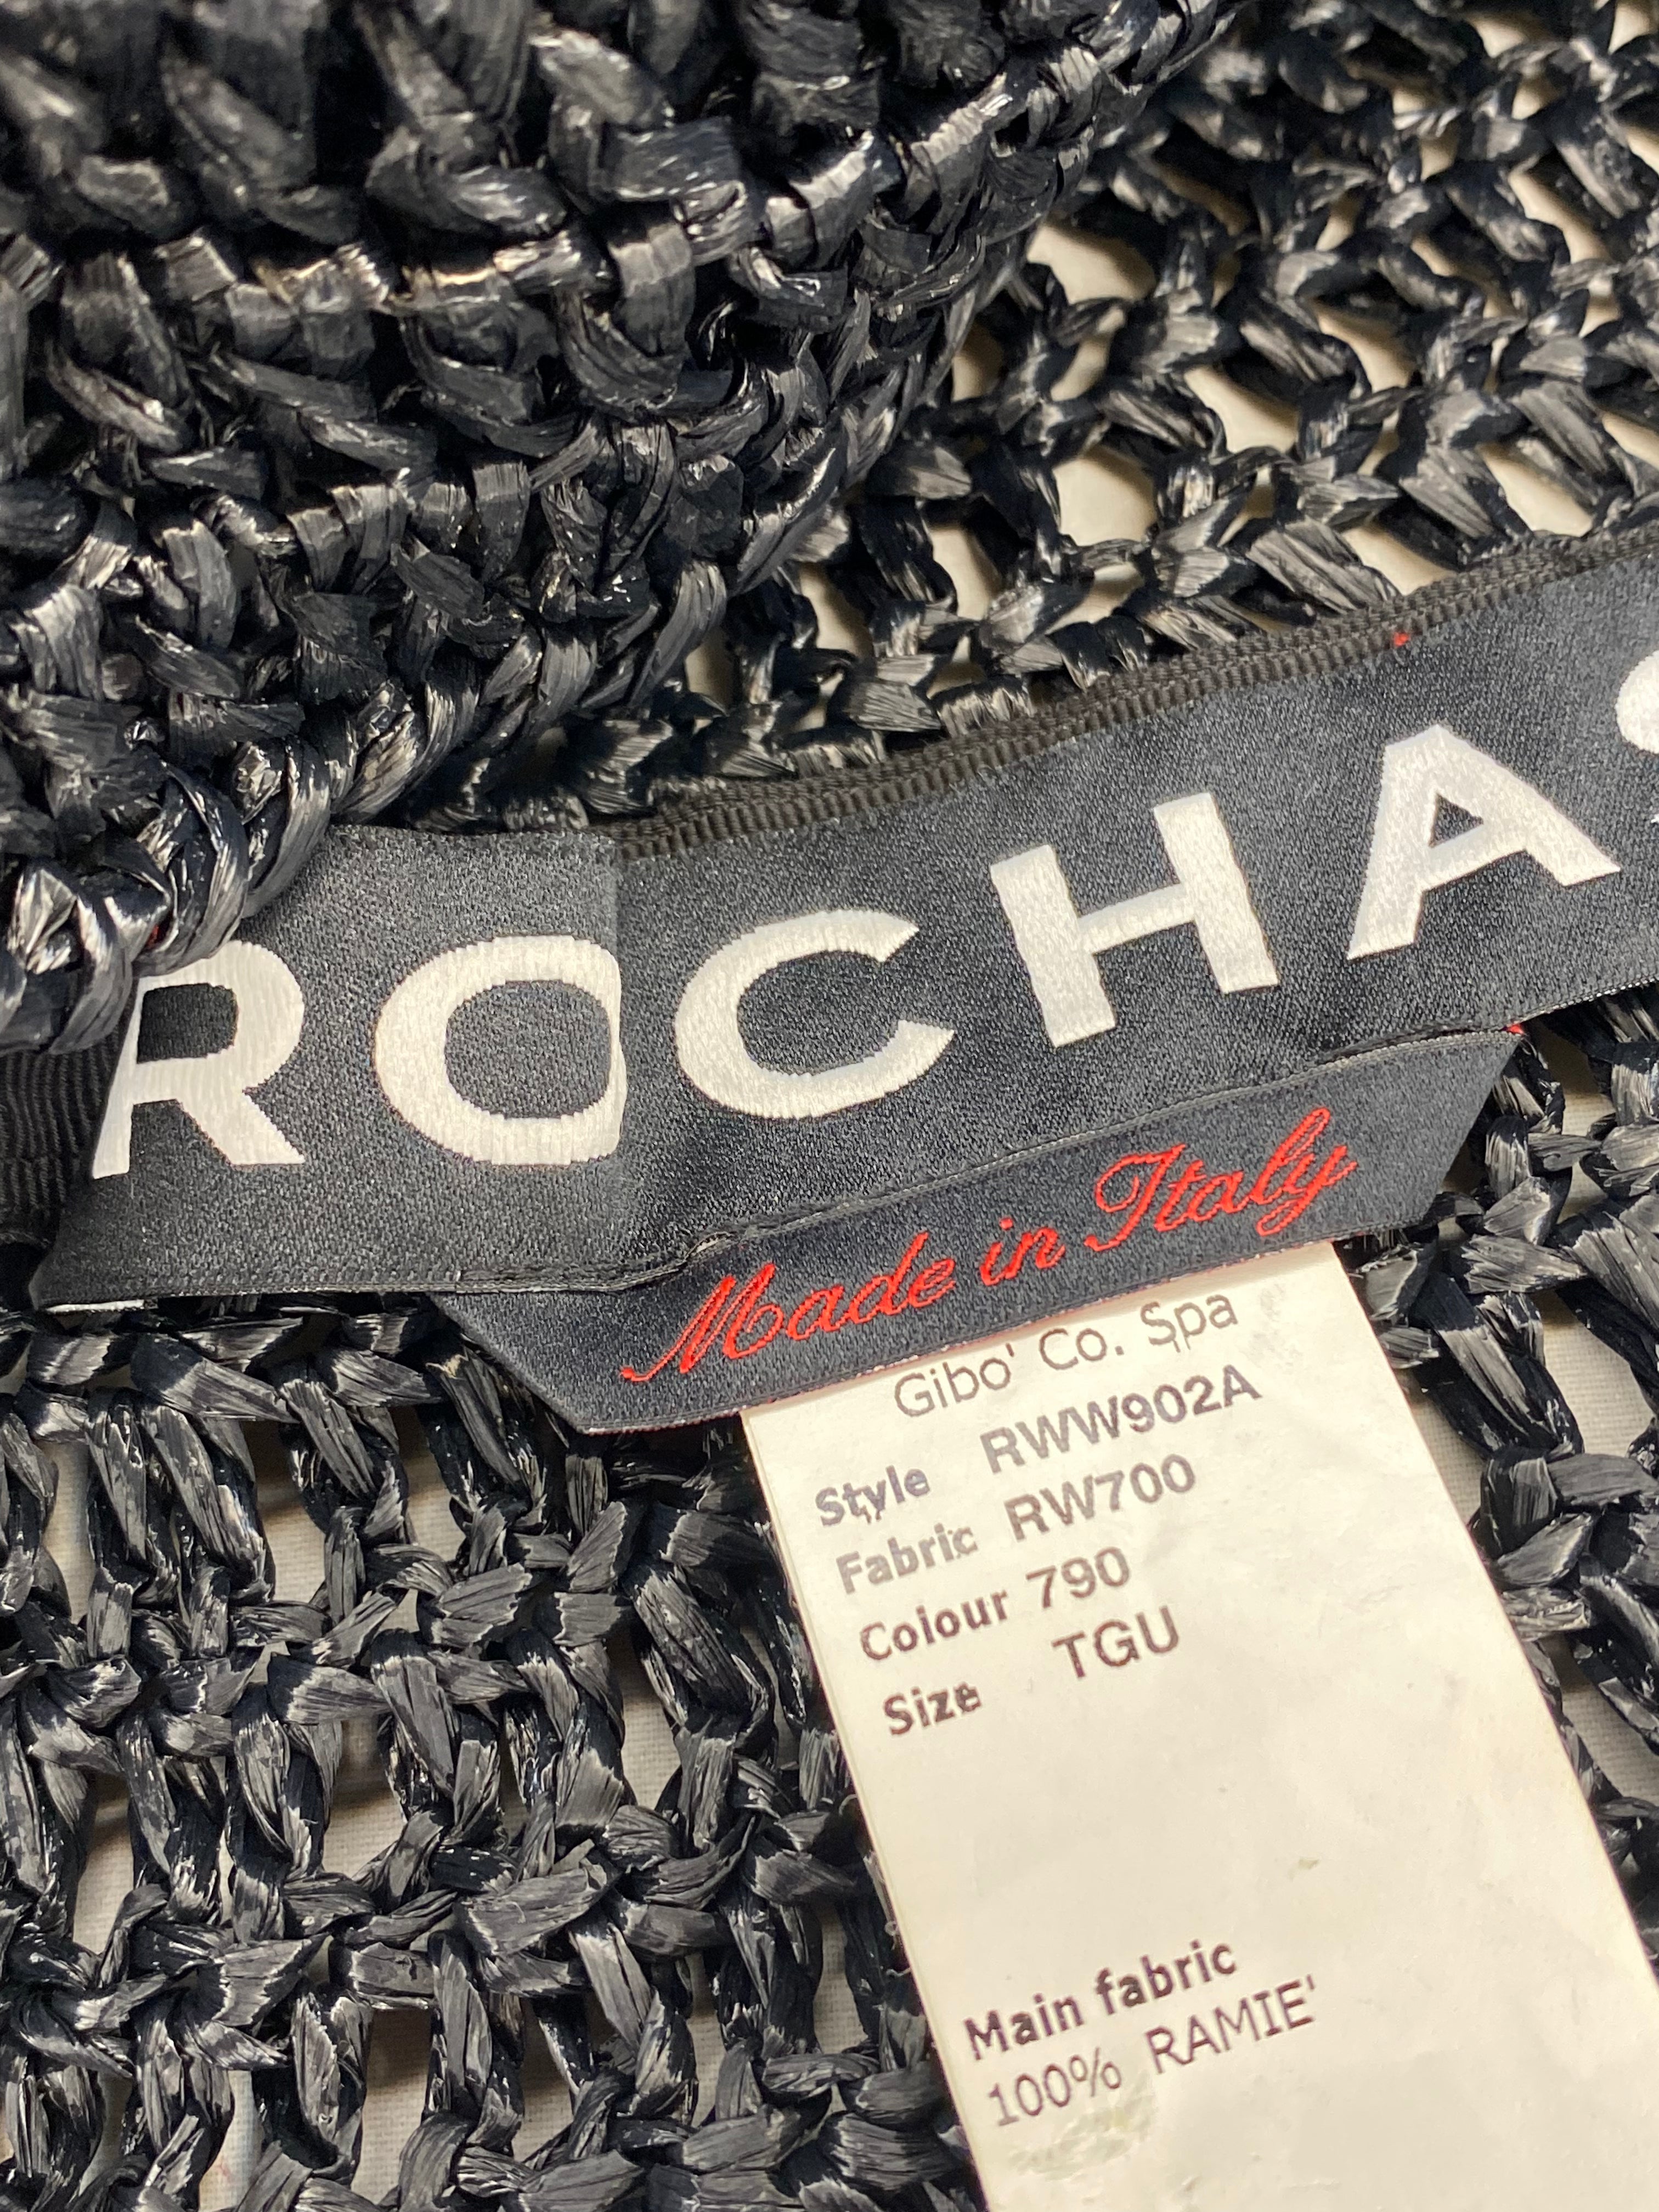 ROCHAS
Made in Italy
Gibo' Co. Spa
Style RWW902A
Fabric RW700
Colour 790
Size TGU
Main fabric
100% RAMIE'